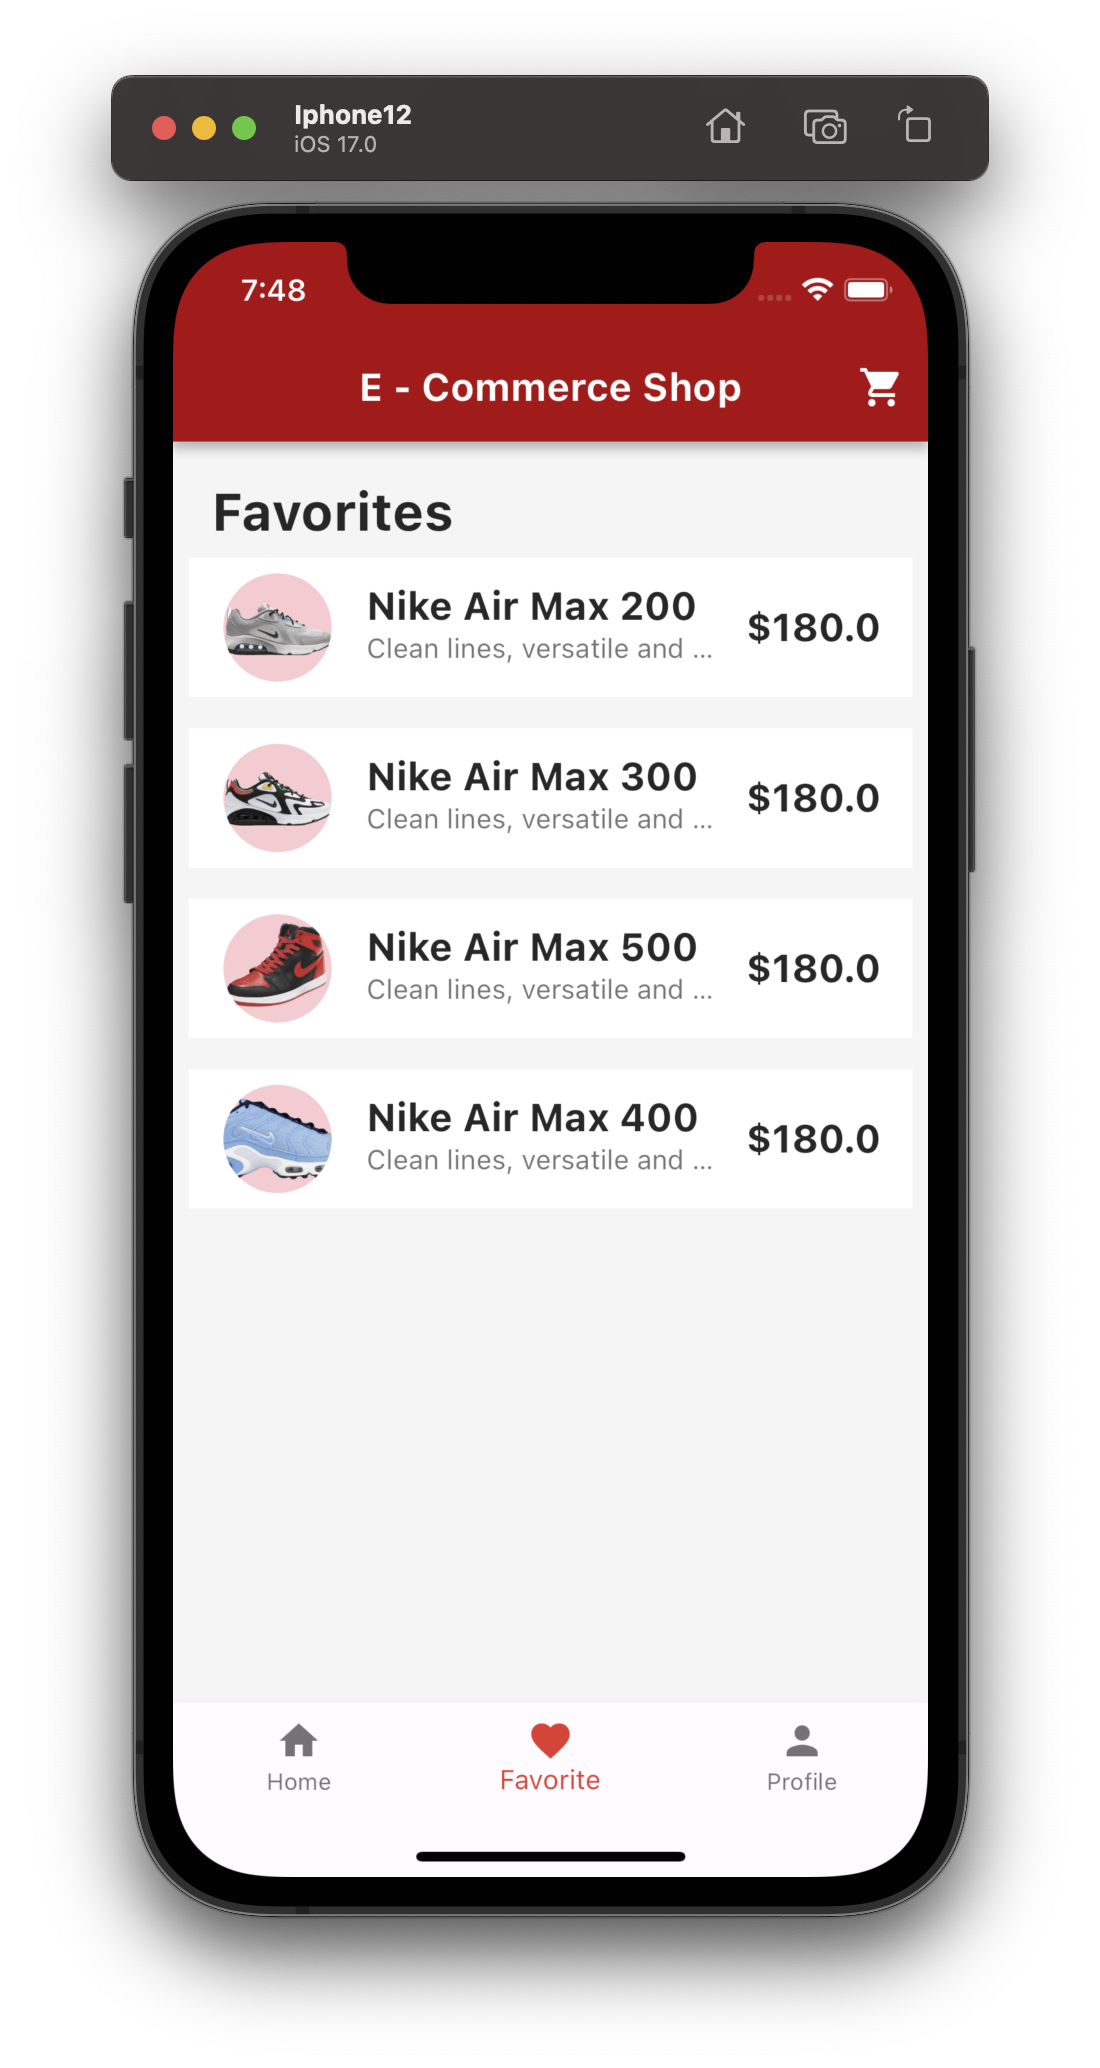 Iphone12
iOS 17.0
7:48
E - Commerce Shop
Favorites
Nike Air Max 200
Clean lines, versatile and ...
$180.0
Nike Air Max 300
Clean lines, versatile and ...
$180.0
Nike Air Max 500
Clean lines, versatile and ...
$180.0
Nike Air Max 400
Clean lines, versatile and ...
$180.0
Home
Favorite
Profile